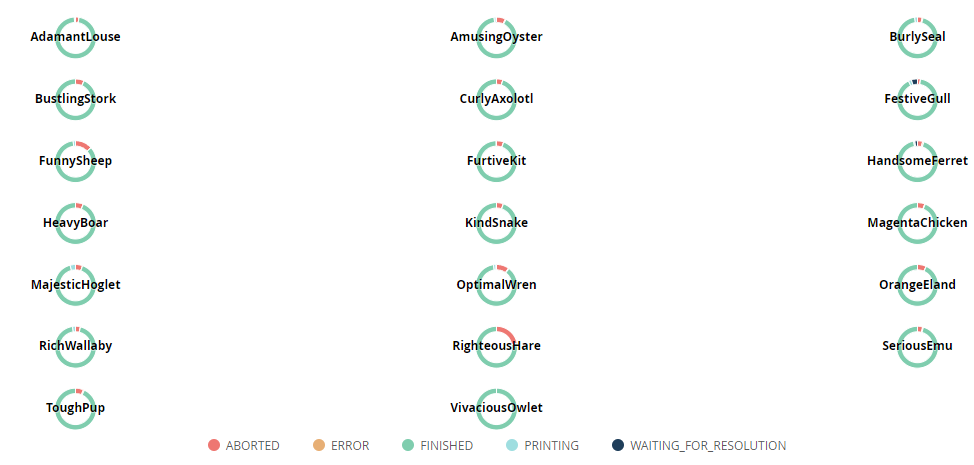 AdamantLouse AmusingOyster BurlySeal
BustlingStork CurlyAxolotl FestiveGull
FunnySheep FurtiveKit HandsomeFerret
HeavyBoar KindSnake MagentaChicken
MajesticHoglet OptimalWren OrangeEland
RichWallaby RighteousHare SeriousEmu
ToughPup VivaciousOwlet
ABORTED ERROR FINISHED PRINTING WAITING_FOR_RESOLUTION